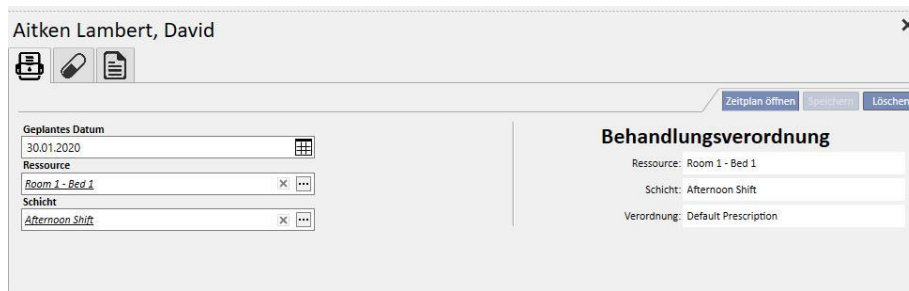 Aitken Lambert, David
Zeitplan öffnen Speichern Löschen
Geplantes Datum
30.01.2020
Ressource
Room 1 - Bed 1
Schicht
Afternoon Shift
Behandlungsverordnung
Ressource: Room 1 - Bed 1
Schicht: Afternoon Shift
Verordnung: Default Prescription